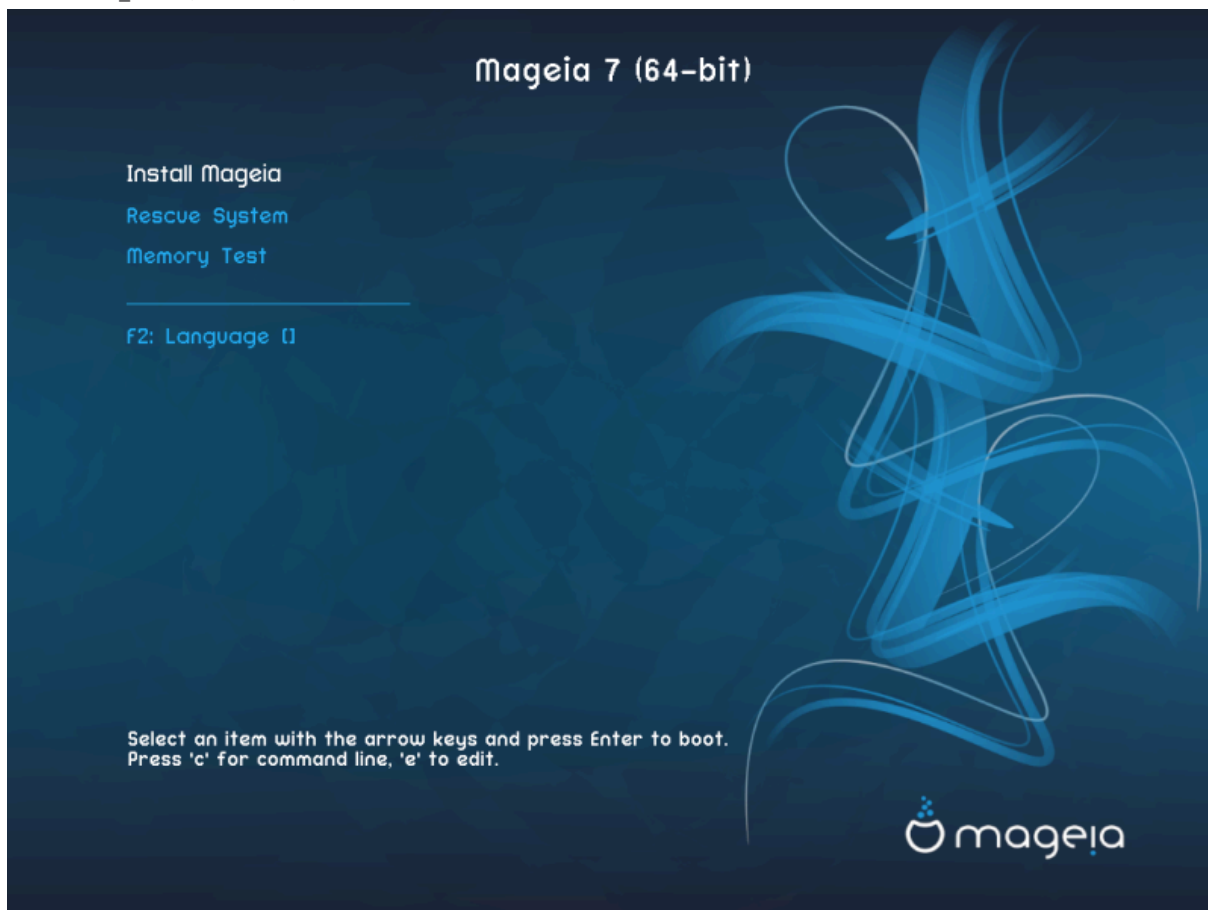 Mageia 7 (64-bit)
Install Mageia
Rescue System
Memory Test
F2: Language []
Select an item with the arrow keys and press Enter to boot.
Press 'c' for command line, 'e' to edit.
mageia